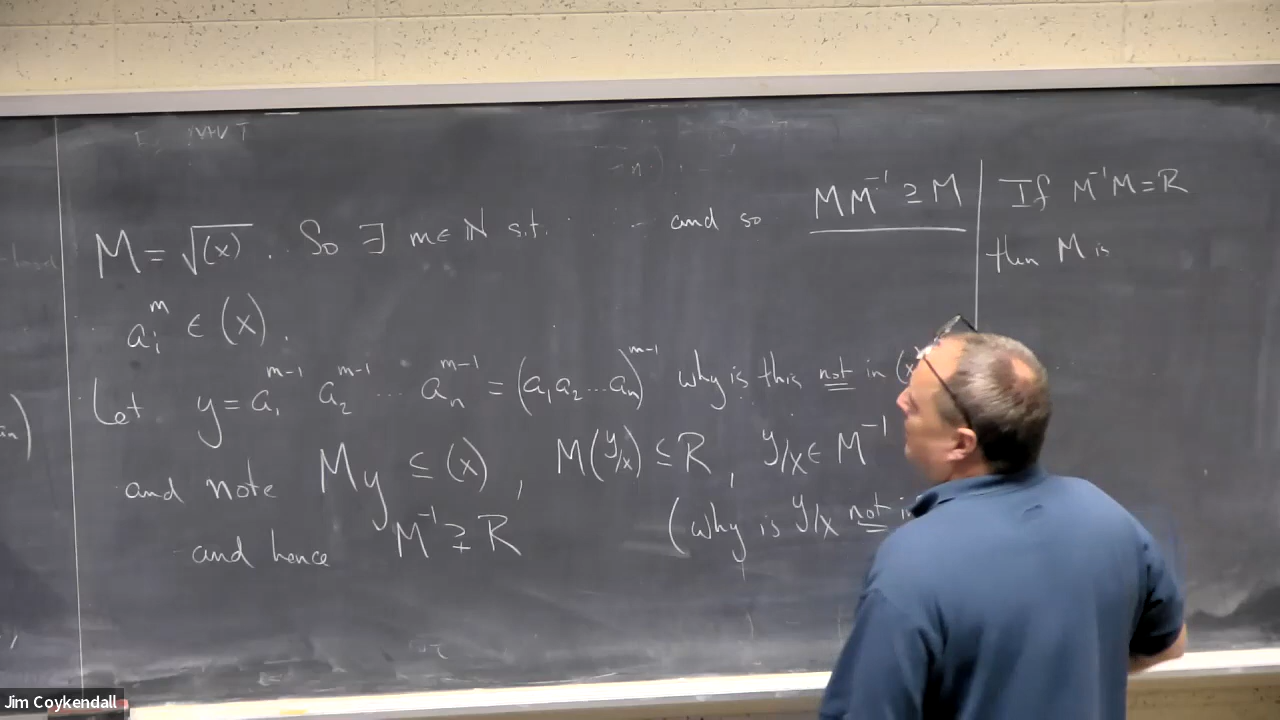 M = √(x) . So ∃ m ∈ ℕ s.t.
aᵢᵐ ∈ (x).
Let y = a₁ᵐ⁻¹ a₂ᵐ⁻¹ ... aₙᵐ⁻¹ = (a₁a₂...aₙ)ᵐ⁻¹ why is this not in (x
and note My ⊆ (x), M(y/x) ⊆ R, y/x ∈ M⁻¹
and hence M⁻¹ ⊋ R (why is y/x not
and so MM⁻¹ ⊇ M
If M⁻¹M = R
then M is
Jim Coykendall